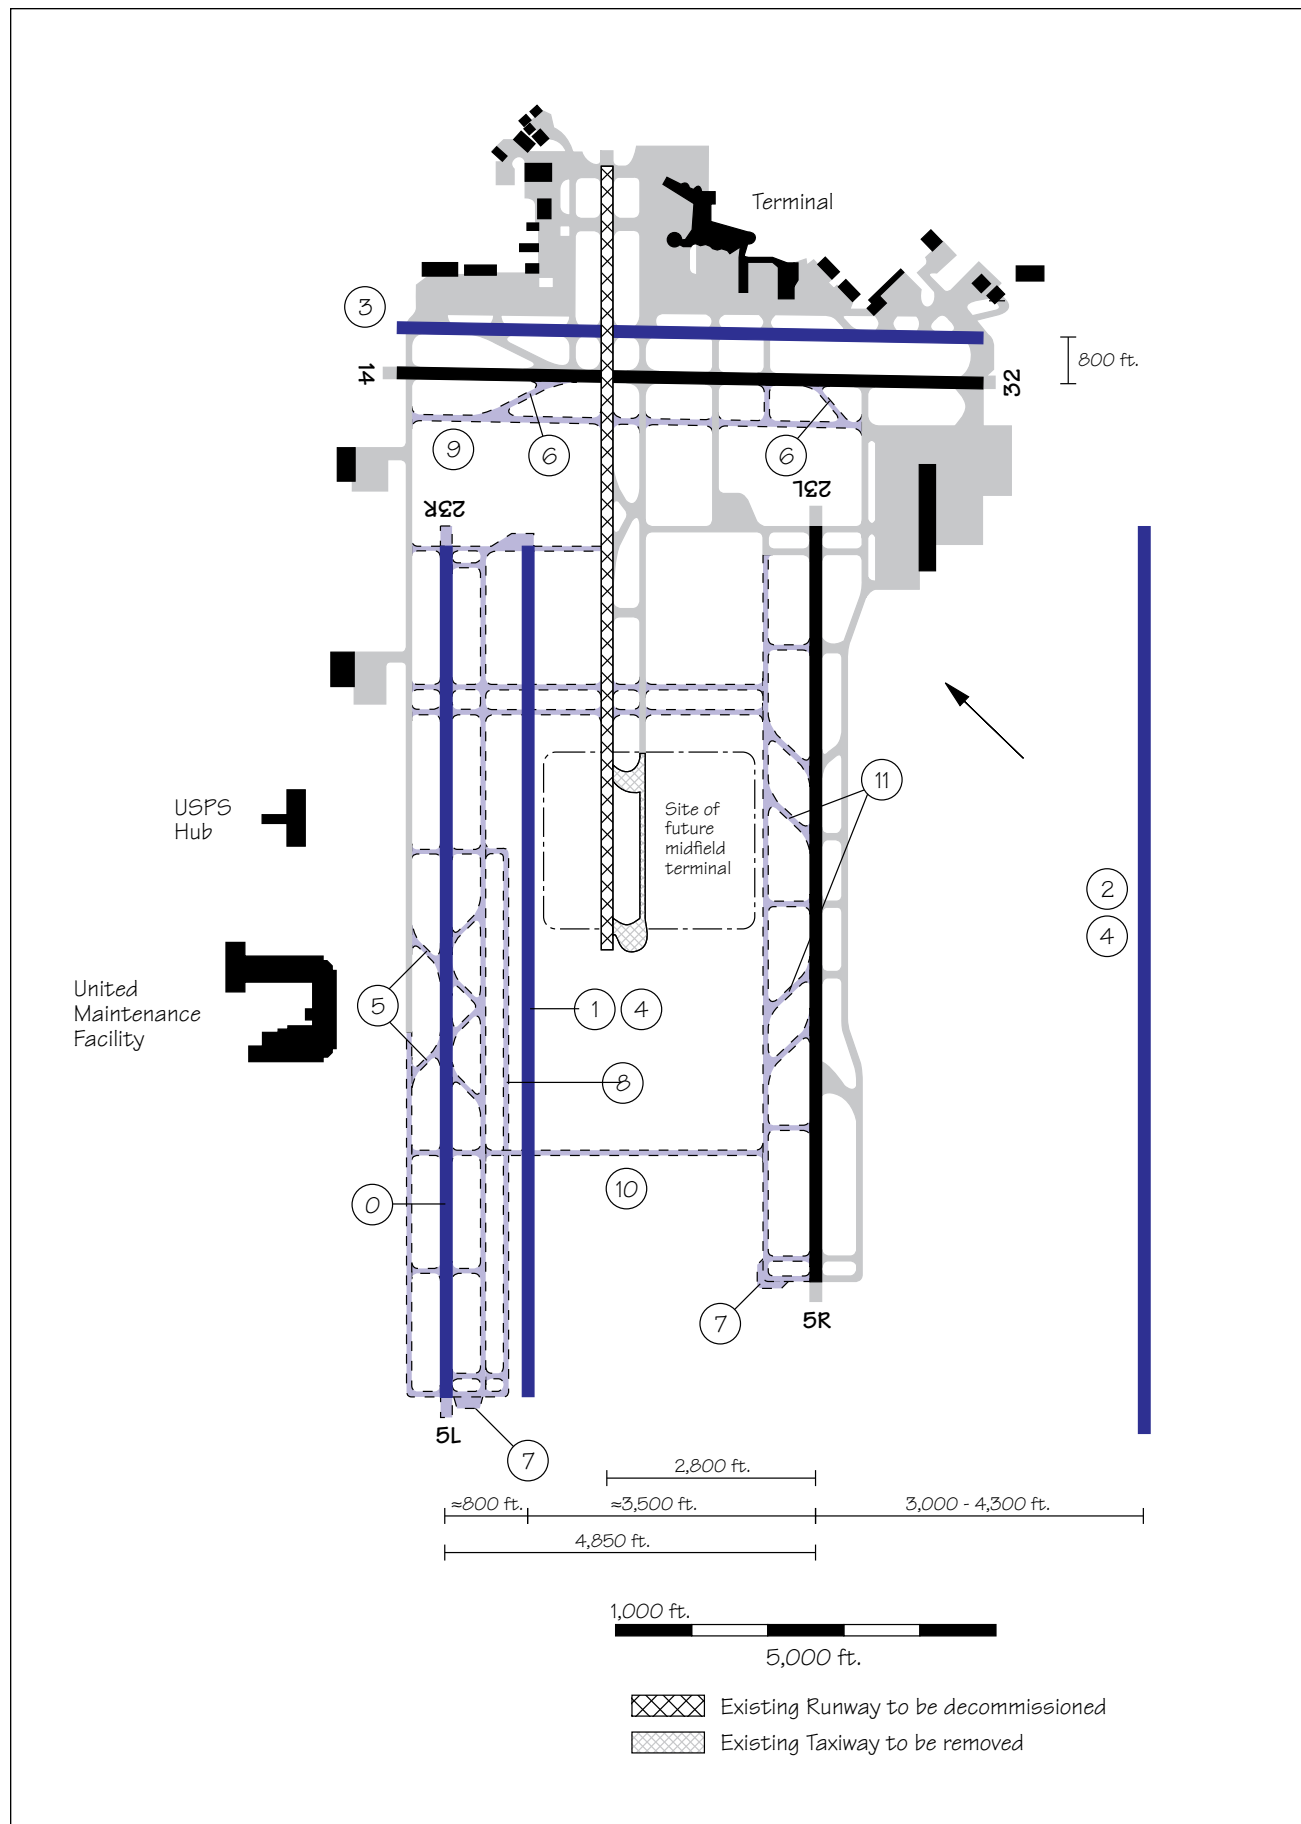 Terminal
3
800 ft.
14
32
9
6
6
23L
23R
11
USPS
Hub
Site of
future
midfield
terminal
2
4
United
Maintenance
Facility
5
1
4
8
10
0
7
5R
5L
7
2,800 ft.
≈800 ft.
≈3,500 ft.
3,000 - 4,300 ft.
4,850 ft.
1,000 ft.
5,000 ft.
Existing Runway to be decommissioned
Existing Taxiway to be removed